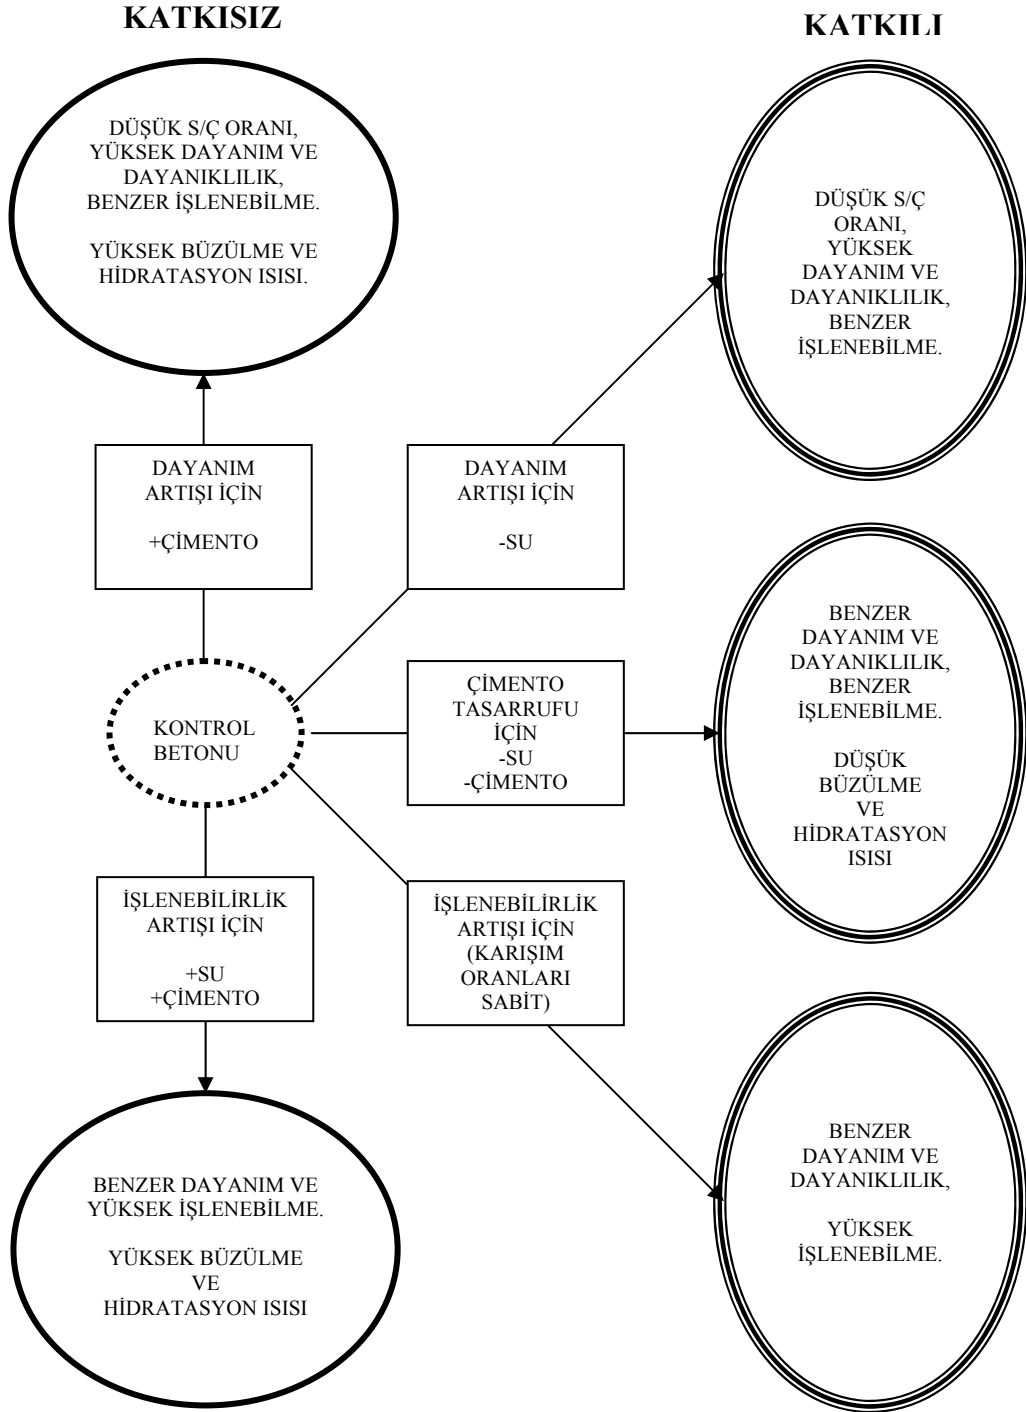 KATKISIZ
KATKILI
DÜŞÜK S/Ç ORANI,
YÜKSEK DAYANIM VE
DAYANIKLILIK,
BENZER İŞLENEBİLME.
YÜKSEK BÜZÜLME VE
HİDRATASYON ISISI.
DÜŞÜK S/Ç
ORANI,
YÜKSEK
DAYANIM VE
DAYANIKLILIK,
BENZER
İŞLENEBİLME.
DAYANIM
ARTIŞI İÇİN
+ÇİMENTO
DAYANIM
ARTIŞI İÇİN
-SU
KONTROL
BETONU
ÇİMENTO
TASARRUFU
İÇİN
-SU
-ÇİMENTO
BENZER
DAYANIM VE
DAYANIKLILIK,
BENZER
İŞLENEBİLME.
DÜŞÜK
BÜZÜLME
VE
HİDRATASYON
ISISI
İŞLENEBİLİRLİK
ARTIŞI İÇİN
+SU
+ÇİMENTO
İŞLENEBİLİRLİK
ARTIŞI İÇİN
(KARIŞIM
ORANLARI
SABİT)
BENZER DAYANIM VE
YÜKSEK İŞLENEBİLME.
YÜKSEK BÜZÜLME
VE
HİDRATASYON ISISI
BENZER
DAYANIM VE
DAYANIKLILIK,
YÜKSEK
İŞLENEBİLME.